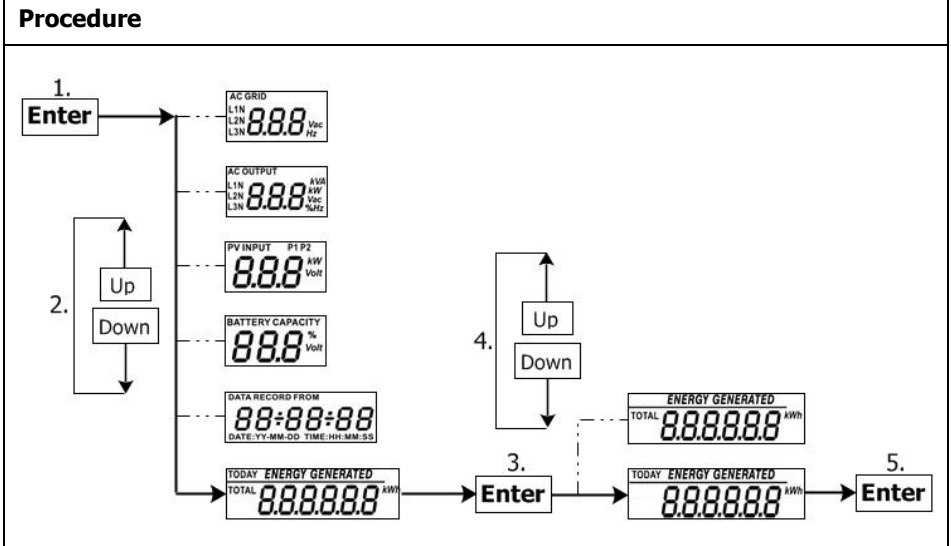 Procedure
1.
Enter
AC GRID
L1N
L2N
L3N
8.8.8
Vac
Hz
AC OUTPUT
L1N
L2N
L3N
8.8.8
kVA
kW
Vac
%Hz
2.
Up
Down
PV INPUT P1 P2
8.8.8
kW
Volt
BATTERY CAPACITY
88.8
%
Volt
DATA RECORD FROM
88÷88÷88
DATE:YY-MM-DD TIME:HH:MM:SS
TODAY ENERGY GENERATED
TOTAL 8.8.8.8.8.8 kWh
3.
Enter
4.
Up
Down
ENERGY GENERATED
TOTAL 8.8.8.8.8.8 kWh
TODAY ENERGY GENERATED
8.8.8.8.8.8 kWh
5.
Enter